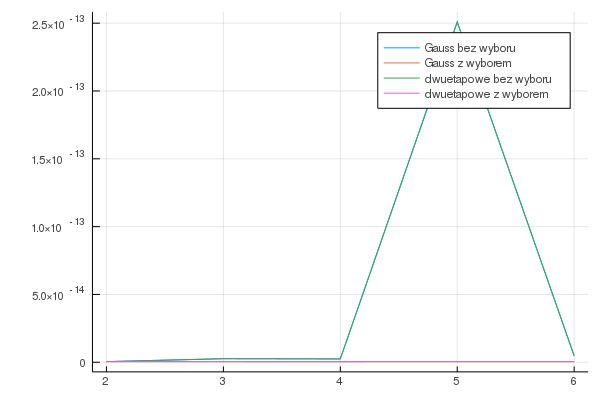 2.5×10 - 13
2.0×10 - 13
1.5×10 - 13
1.0×10 - 13
5.0×10 - 14
0
2 3 4 5 6
Gauss bez wyboru
Gauss z wyborem
dwuetapowe bez wyboru
dwuetapowe z wyborem